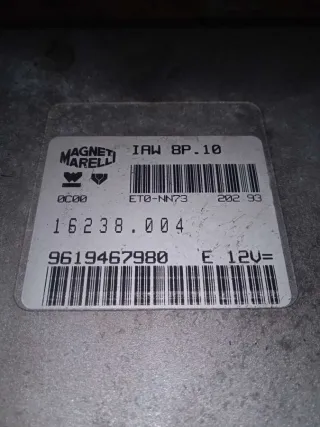 MAGNETI MARELLI
IAW 8P.10
0C00 ET0-NN73 202 93
16238.004
9619467980 E 12V=